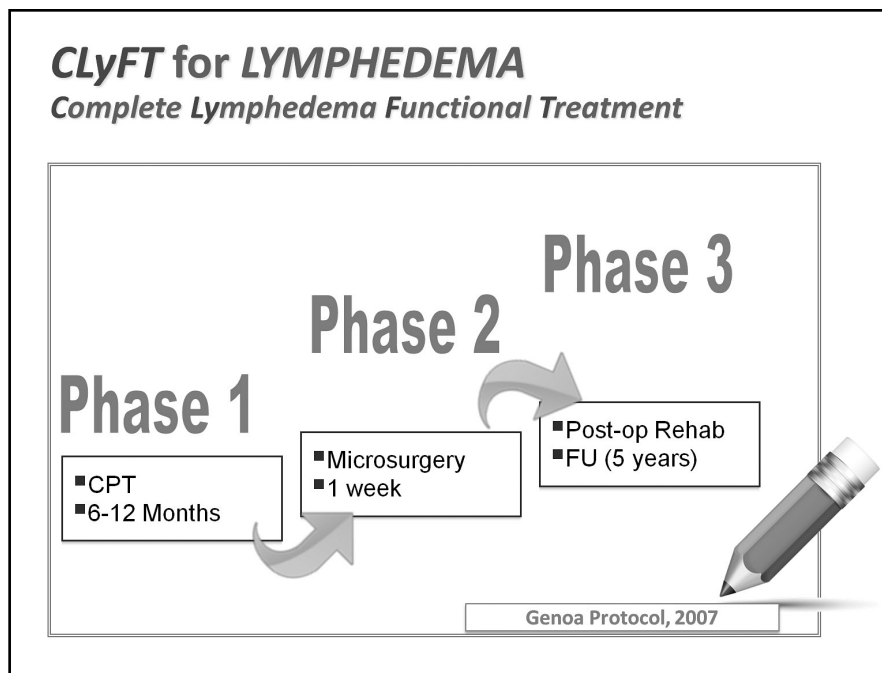 CLyFT for LYMPHEDEMA
Complete Lymphedema Functional Treatment
Phase 1
▪CPT
▪6-12 Months
Phase 2
▪Microsurgery
▪1 week
Phase 3
▪Post-op Rehab
▪FU (5 years)
Genoa Protocol, 2007